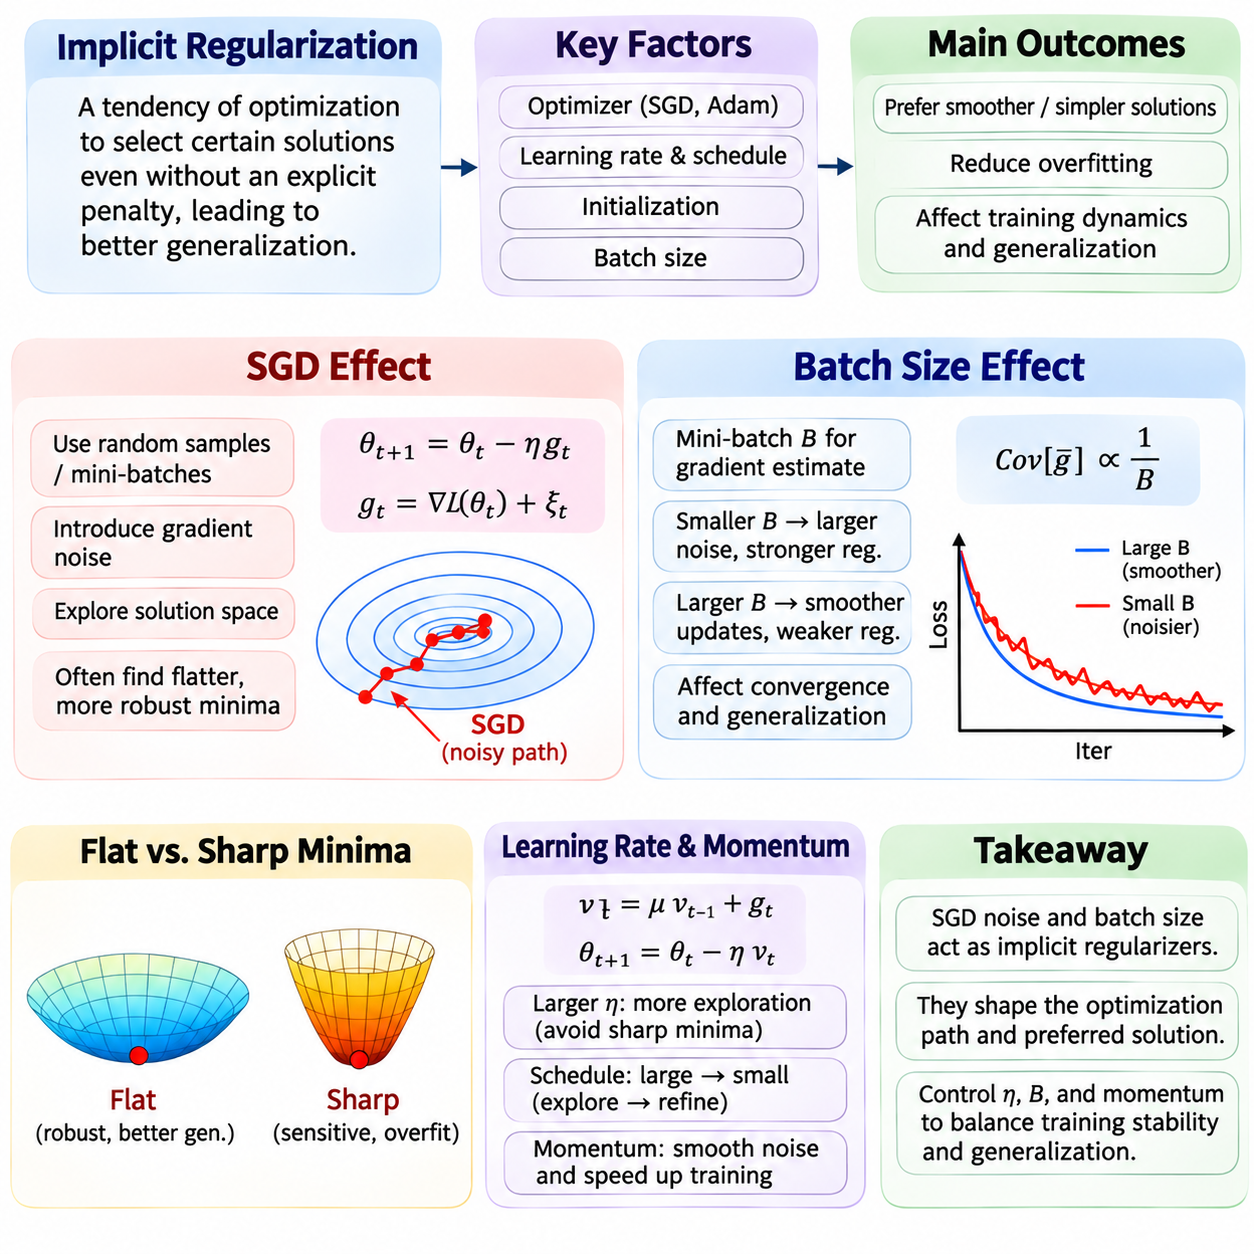 Implicit Regularization
A tendency of optimization
to select certain solutions
even without an explicit
penalty, leading to
better generalization.
Key Factors
Optimizer (SGD, Adam)
Learning rate & schedule
Initialization
Batch size
Main Outcomes
Prefer smoother / simpler solutions
Reduce overfitting
Affect training dynamics
and generalization
SGD Effect
Use random samples
/ mini-batches
Introduce gradient
noise
Explore solution space
Often find flatter,
more robust minima
θ_{t+1} = θ_t − η g_t
g_t = ∇L(θ_t) + ξ_t
SGD
(noisy path)
Batch Size Effect
Mini-batch B for
gradient estimate
Smaller B → larger
noise, stronger reg.
Larger B → smoother
updates, weaker reg.
Affect convergence
and generalization
Cov[ḡ] ∝ 1/B
Large B
(smoother)
Small B
(noisier)
Loss
Iter
Flat vs. Sharp Minima
Flat
(robust, better gen.)
Sharp
(sensitive, overfit)
Learning Rate & Momentum
v_t = μ v_{t−1} + g_t
θ_{t+1} = θ_t − η v_t
Larger η: more exploration
(avoid sharp minima)
Schedule: large → small
(explore → refine)
Momentum: smooth noise
and speed up training
Takeaway
SGD noise and batch size
act as implicit regularizers.
They shape the optimization
path and preferred solution.
Control η, B, and momentum
to balance training stability
and generalization.